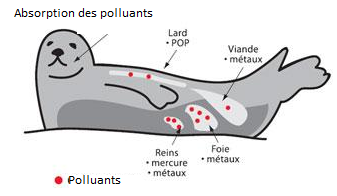 Absorption des polluants
Lard
• POP
Viande
• métaux
Reins
• mercure
• métaux
Foie
• métaux
Polluants